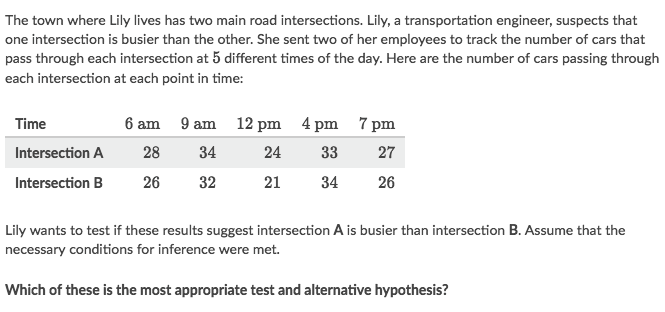 The town where Lily lives has two main road intersections. Lily, a transportation engineer, suspects that
one intersection is busier than the other. She sent two of her employees to track the number of cars that
pass through each intersection at 5 different times of the day. Here are the number of cars passing through
each intersection at each point in time:
Time 6 am 9 am 12 pm 4 pm 7 pm
Intersection A 28 34 24 33 27
Intersection B 26 32 21 34 26
Lily wants to test if these results suggest intersection A is busier than intersection B. Assume that the
necessary conditions for inference were met.
Which of these is the most appropriate test and alternative hypothesis?